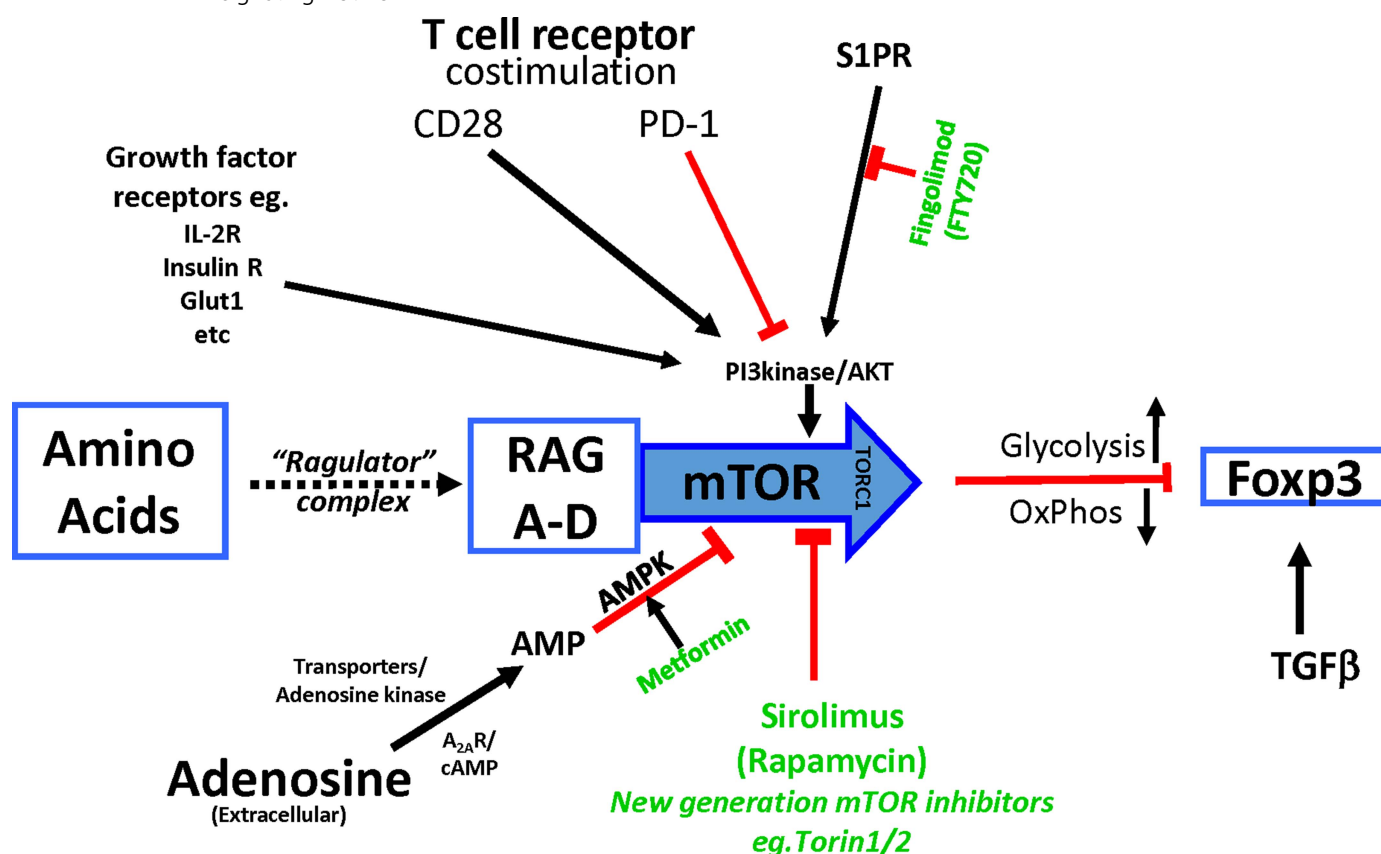 T cell receptor
costimulation
S1PR
CD28
PD-1
Fingolimod
(FTY720)
Growth factor
receptors eg.
IL-2R
Insulin R
Glut1
etc
PI3kinase/AKT
Amino
Acids
“Ragulator”
complex
RAG
A-D
mTOR
TORC1
Glycolysis
OxPhos
Foxp3
AMPK
AMP
Metformin
TGFβ
Transporters/
Adenosine kinase
A2AR/
cAMP
Adenosine
(Extracellular)
Sirolimus
(Rapamycin)
New generation mTOR inhibitors
eg.Torin1/2